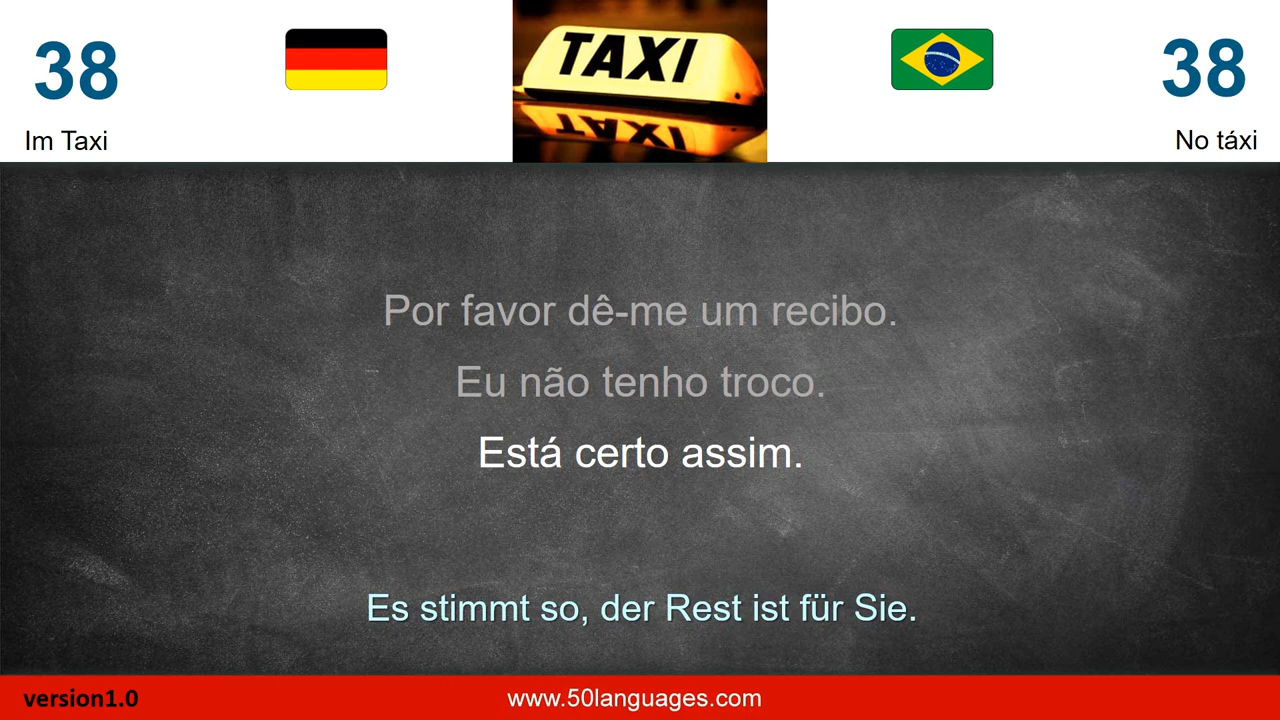 38
38
Im Taxi
No táxi
TAXI
Por favor dê-me um recibo.
Eu não tenho troco.
Está certo assim.
Es stimmt so, der Rest ist für Sie.
version1.0
www.50languages.com